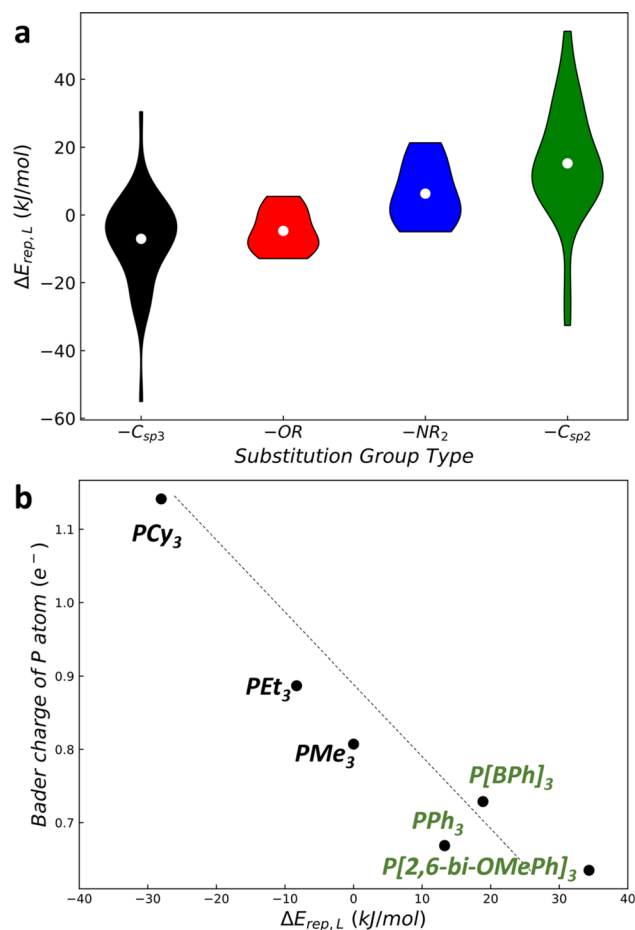 a
ΔE_rep,L (kJ/mol)
40
20
0
−20
−40
−60
−C_sp3 −OR −NR_2 −C_sp2
Substitution Group Type
b
Bader charge of P atom (e^−)
1.1
1.0
0.9
0.8
0.7
PCy_3
PEt_3
PMe_3
P[BPh]_3
PPh_3
P[2,6-bi-OMePh]_3
−40 −30 −20 −10 0 10 20 30 40
ΔE_rep,L (kJ/mol)